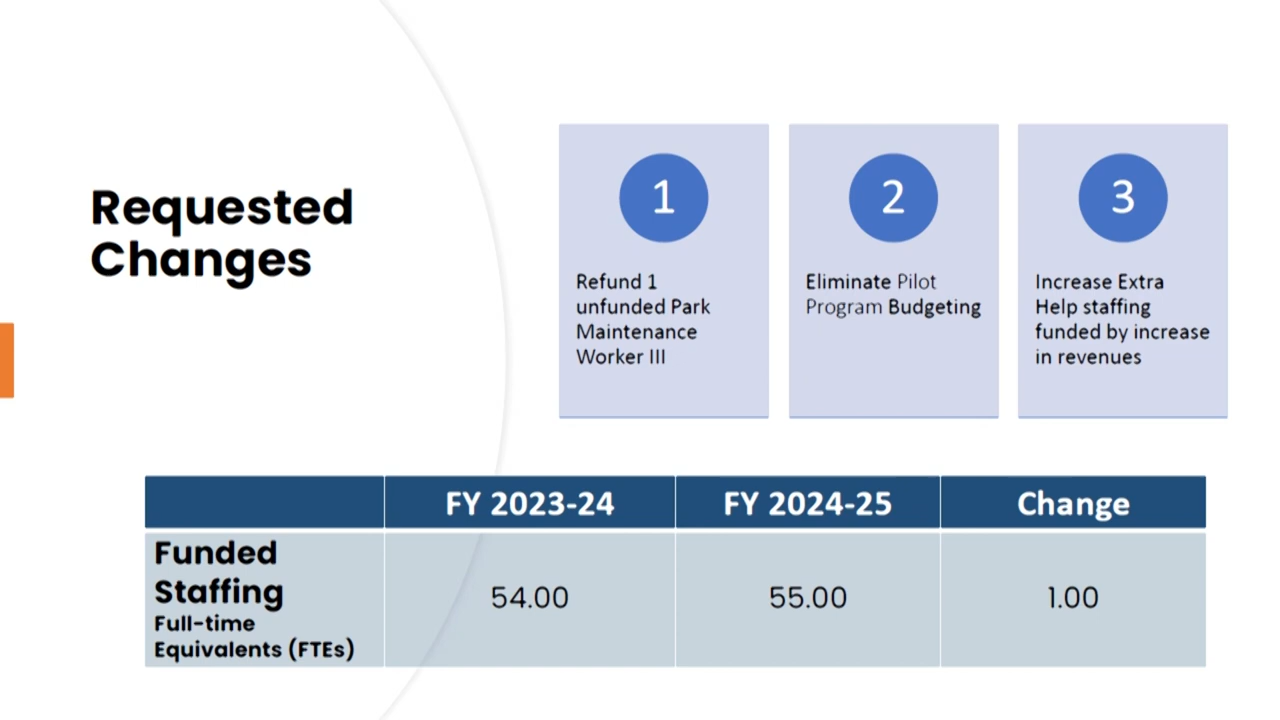 Requested
Changes
1
Refund 1
unfunded Park
Maintenance
Worker III
2
Eliminate Pilot
Program Budgeting
3
Increase Extra
Help staffing
funded by increase
in revenues
FY 2023-24
FY 2024-25
Change
Funded
Staffing
Full-time
Equivalents (FTEs)
54.00
55.00
1.00